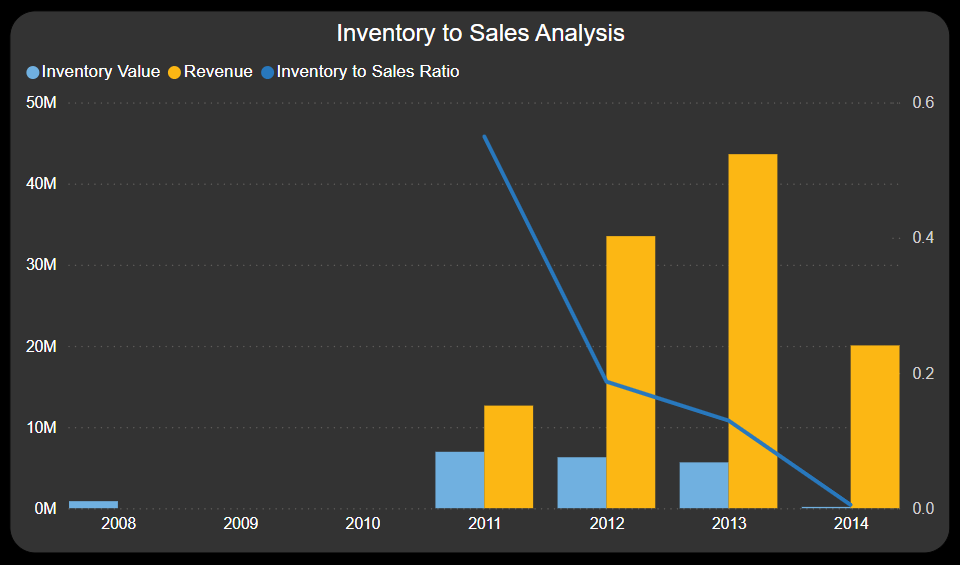 Inventory to Sales Analysis
Inventory Value Revenue Inventory to Sales Ratio
50M 0.6
40M
0.4
30M
20M
0.2
10M
0M 0.0
2008 2009 2010 2011 2012 2013 2014